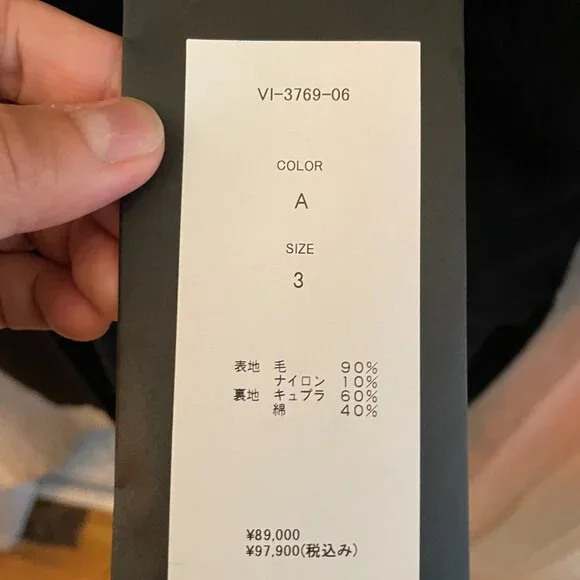 VI-3769-06
COLOR
A
SIZE
3
表地 毛 90%
ナイロン 10%
裏地 キュプラ 60%
綿 40%
¥89,000
¥97,900(税込み)